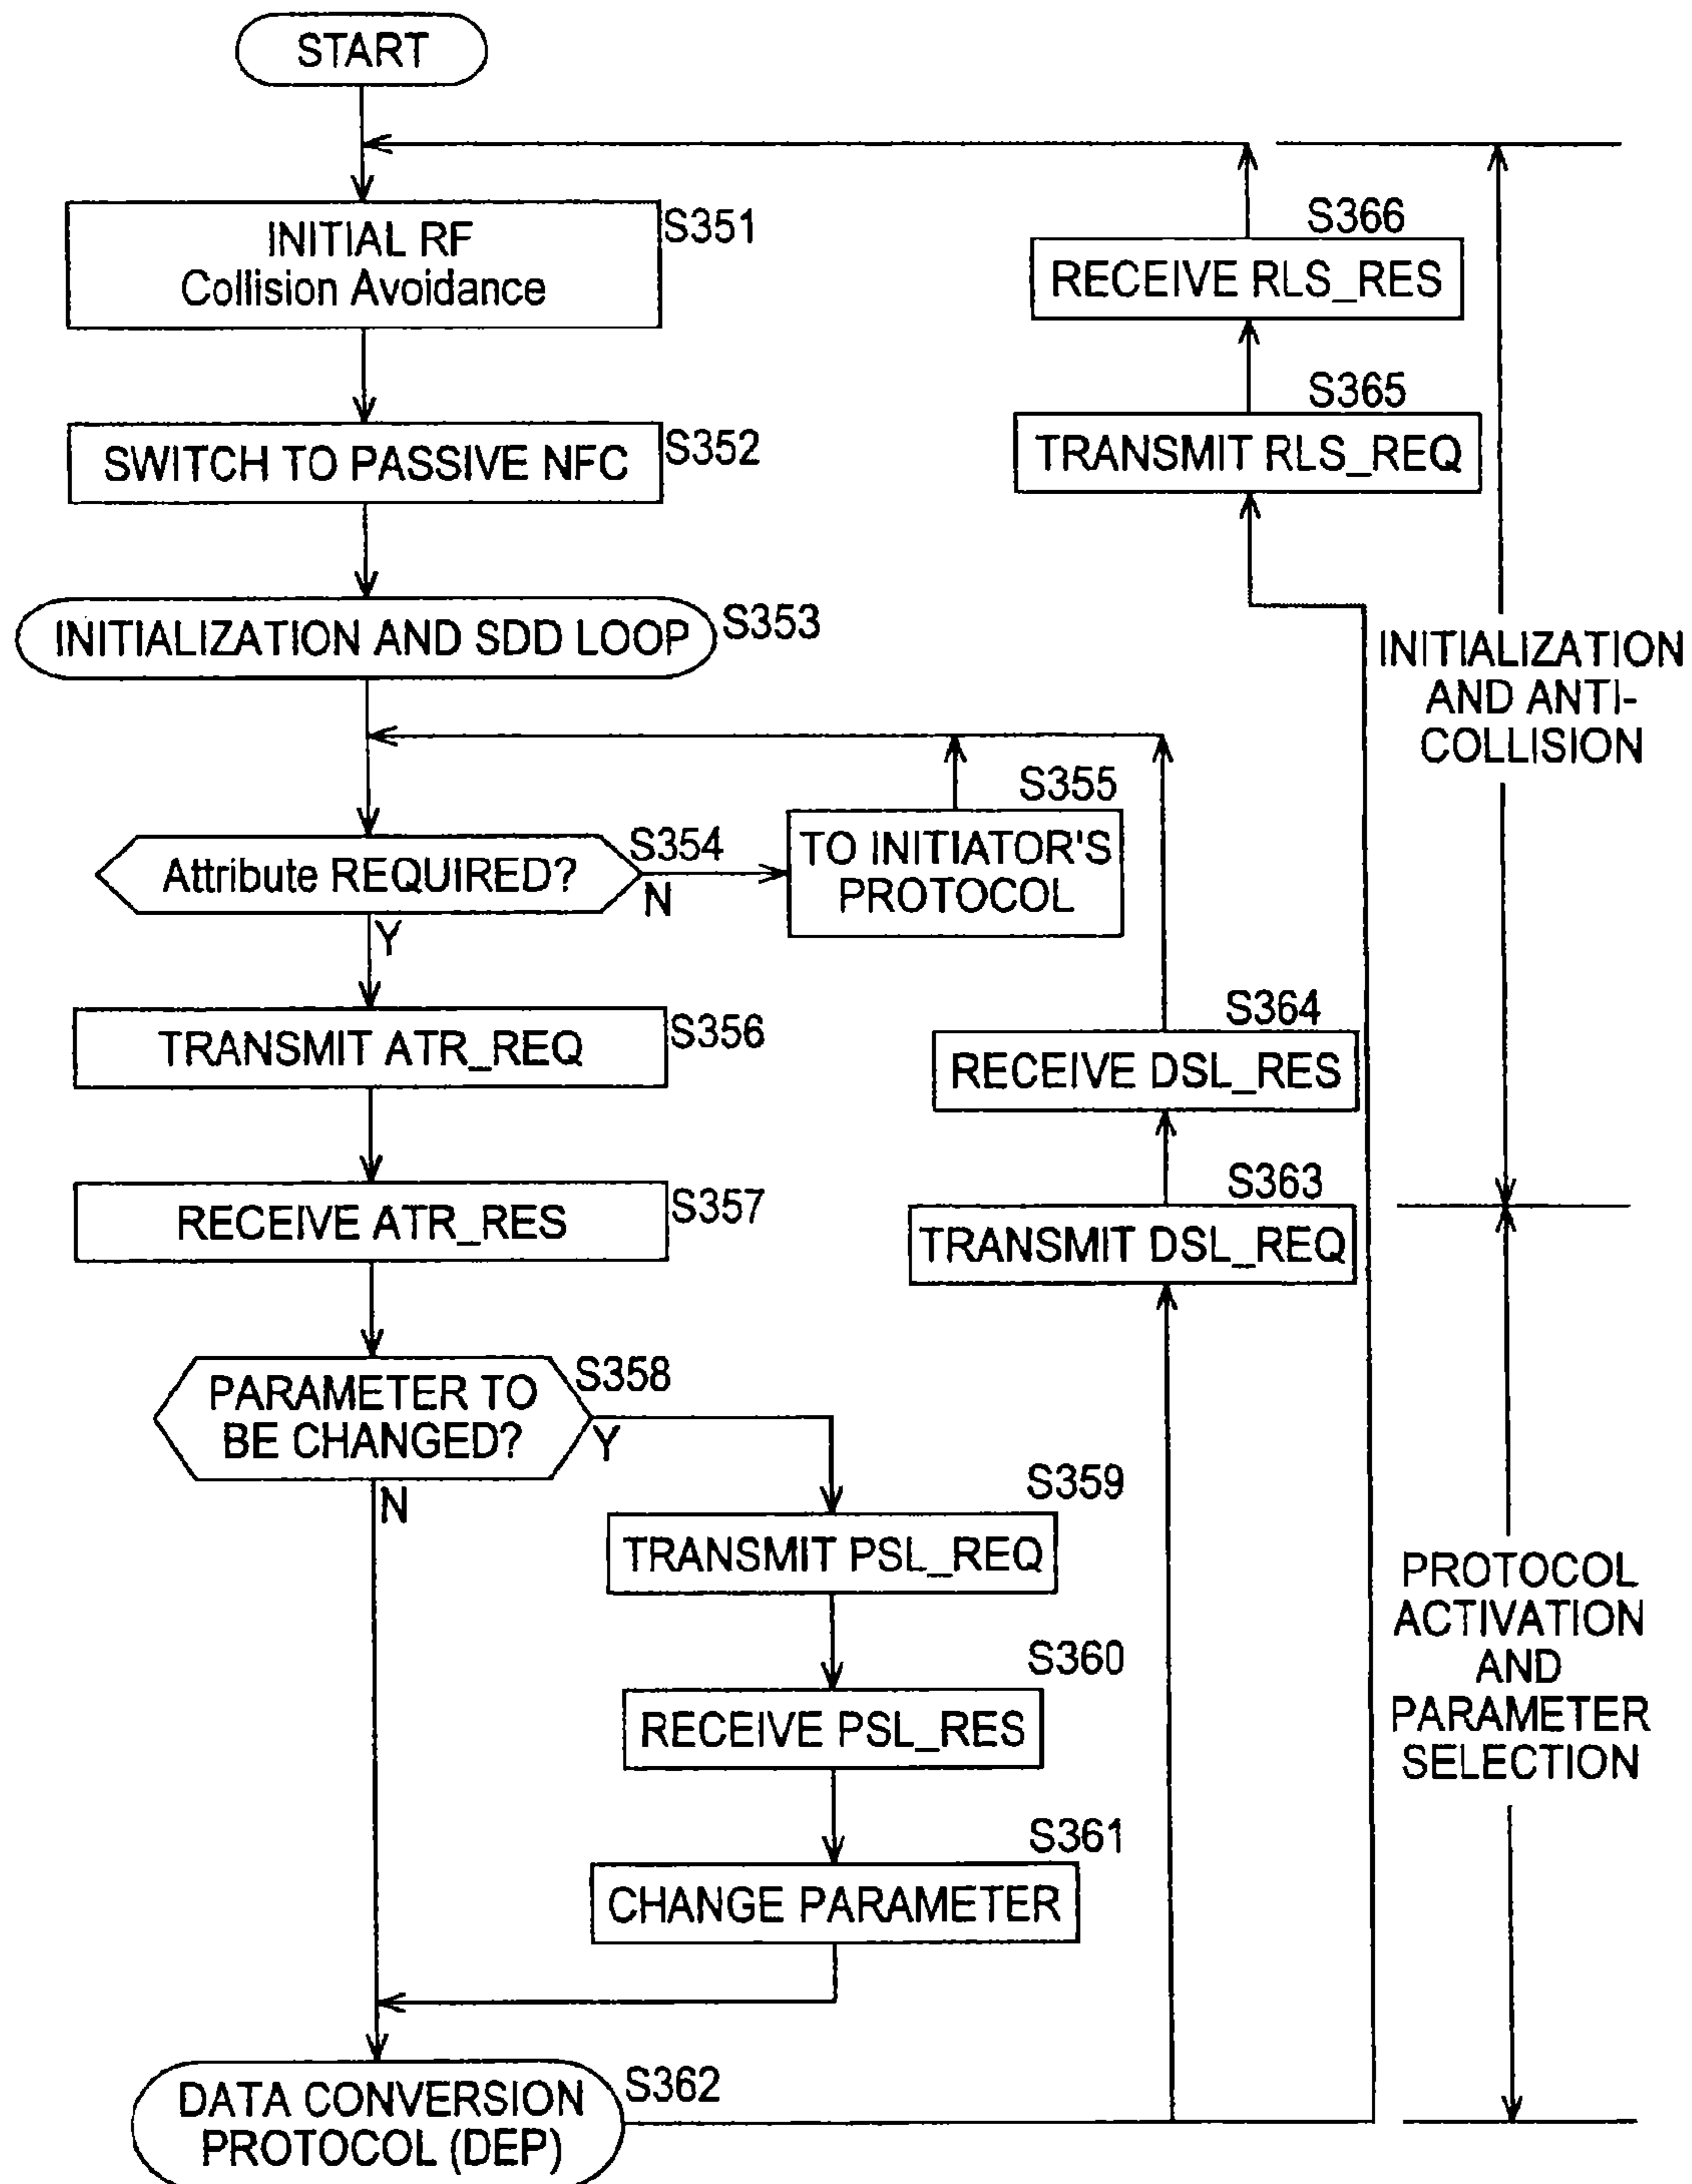 START
INITIAL RF
Collision Avoidance
S351
SWITCH TO PASSIVE NFC
S352
INITIALIZATION AND SDD LOOP
S353
Attribute REQUIRED?
S354
N
Y
TO INITIATOR'S
PROTOCOL
S355
TRANSMIT ATR_REQ
S356
RECEIVE ATR_RES
S357
PARAMETER TO
BE CHANGED?
S358
Y
N
S359
TRANSMIT PSL_REQ
S360
RECEIVE PSL_RES
S361
CHANGE PARAMETER
DATA CONVERSION
PROTOCOL (DEP)
S362
S363
TRANSMIT DSL_REQ
S364
RECEIVE DSL_RES
S365
TRANSMIT RLS_REQ
S366
RECEIVE RLS_RES
INITIALIZATION
AND ANTI-
COLLISION
PROTOCOL
ACTIVATION
AND
PARAMETER
SELECTION